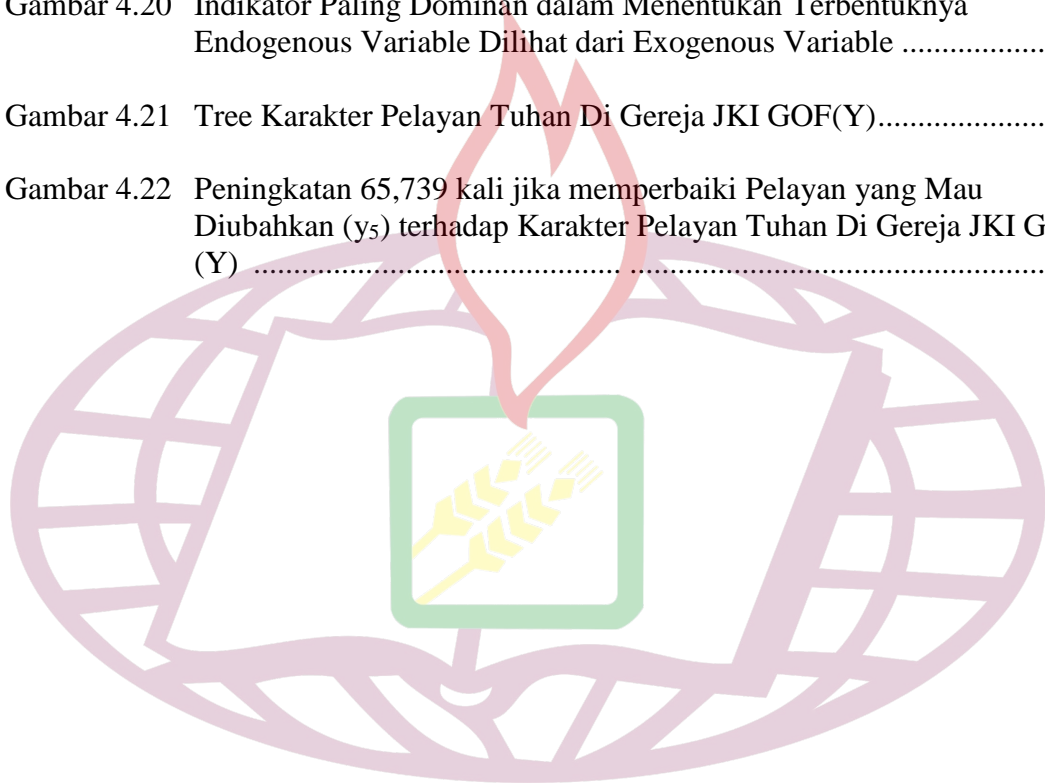 Gambar 4.20 Indikator Paling Dominan dalam Menentukan Terbentuknya
Endogenous Variable Dilihat dari Exogenous Variable .................
Gambar 4.21 Tree Karakter Pelayan Tuhan Di Gereja JKI GOF(Y)....................
Gambar 4.22 Peningkatan 65,739 kali jika memperbaiki Pelayan yang Mau
Diubahkan (y₅) terhadap Karakter Pelayan Tuhan Di Gereja JKI G
(Y) ....................................................................................